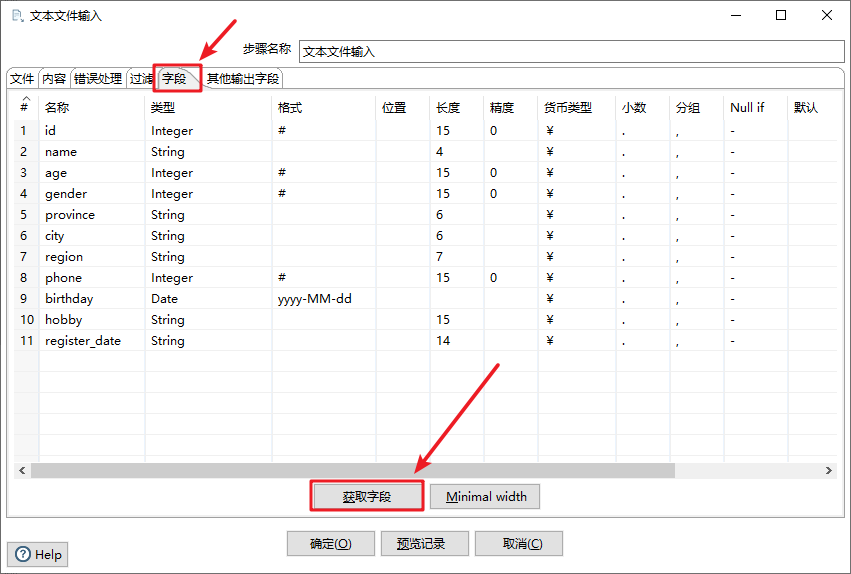 文本文件输入
步骤名称 文本文件输入
文件 内容 错误处理 过滤 字段 其他输出字段
# 名称 类型 格式 位置 长度 精度 货币类型 小数 分组 Null if 默认
1 id Integer # 15 0 ¥ . , -
2 name String 4 ¥ . , -
3 age Integer # 15 0 ¥ . , -
4 gender Integer # 15 0 ¥ . , -
5 province String 6 ¥ . , -
6 city String 6 ¥ . , -
7 region String 7 ¥ . , -
8 phone Integer # 15 0 ¥ . , -
9 birthday Date yyyy-MM-dd ¥ . , -
10 hobby String 15 ¥ . , -
11 register_date String 14 ¥ . , -
获取字段 Minimal width
确定(O) 预览记录 取消(C)
Help